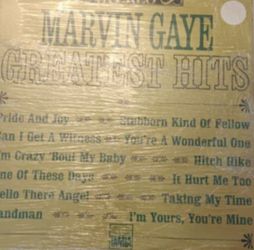 MARVIN GAYE
GREATEST HITS
Pride And Joy Stubborn Kind Of Fellow
Can I Get A Witness You're A Wonderful One
I'm Crazy 'Bout My Baby Hitch Hike
One Of These Days It Hurt Me Too
Hello There Angel Taking My Time
Sandman I'm Yours, You're Mine